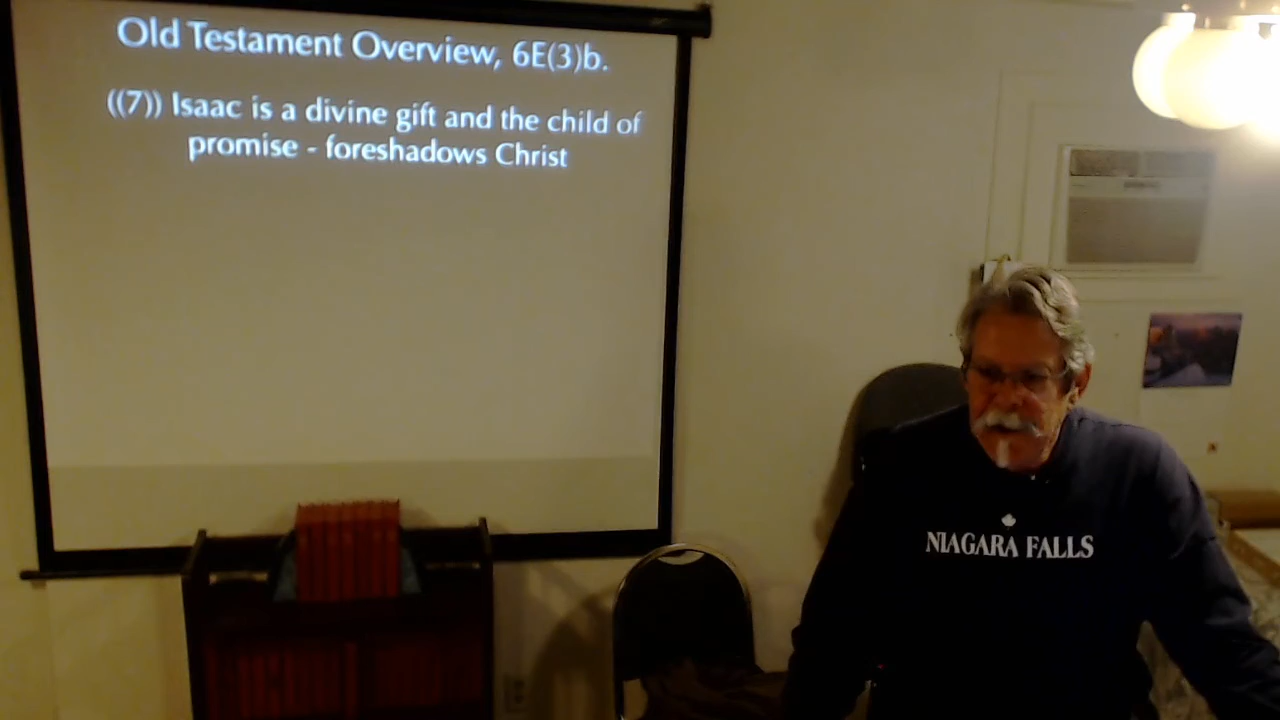 Old Testament Overview, 6E(3)b.
((7)) Isaac is a divine gift and the child of
promise - foreshadows Christ
NIAGARA FALLS